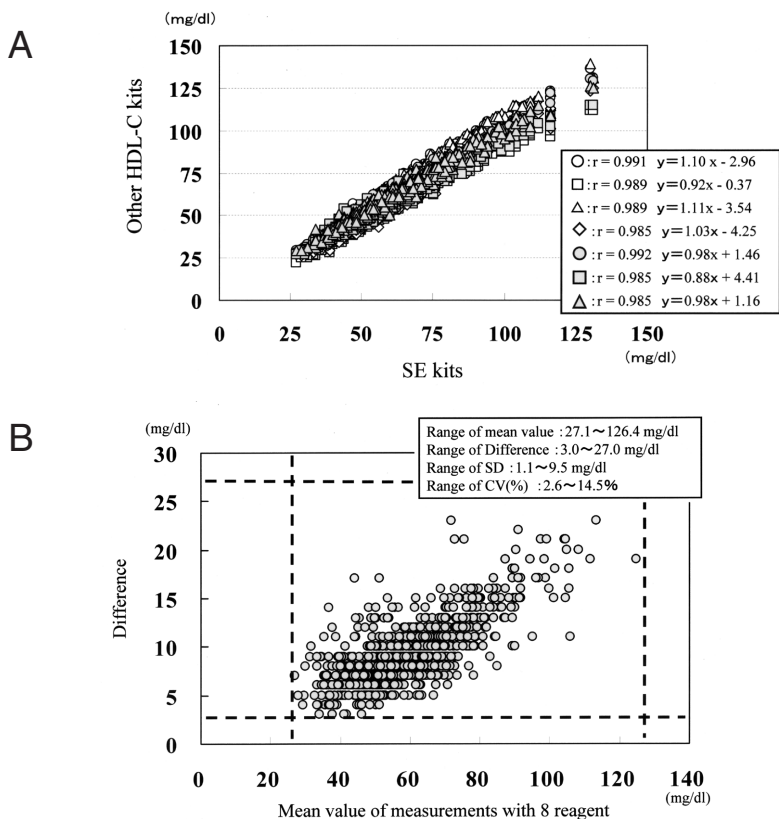 A
(mg/dl)
Other HDL-C kits
150
125
100
75
50
25
0
○:r = 0.991 y=1.10 x - 2.96
□:r = 0.989 y=0.92x - 0.37
△:r = 0.989 y=1.11x - 3.54
◇:r = 0.985 y=1.03x - 4.25
:r = 0.992 y=0.98x + 1.46
:r = 0.985 y=0.88x + 4.41
:r = 0.985 y=0.98x + 1.16
0 25 50 75 100 125 150
(mg/dl)
SE kits
B
(mg/dl)
Difference
30
25
20
15
10
5
0
Range of mean value :27.1~126.4 mg/dl
Range of Difference :3.0~27.0 mg/dl
Range of SD :1.1~9.5 mg/dl
Range of CV(%) :2.6~14.5%
0 20 40 60 80 100 120 140
(mg/dl)
Mean value of measurements with 8 reagent